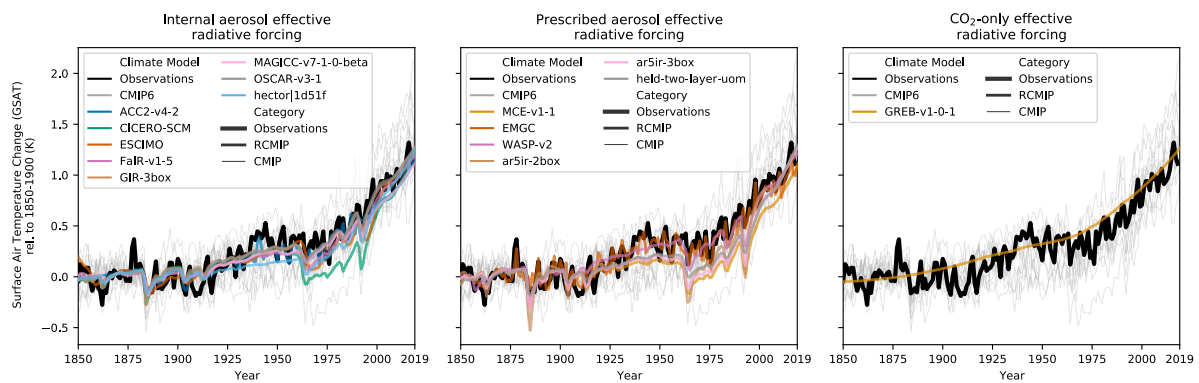 Internal aerosol effective
radiative forcing
Surface Air Temperature Change (GSAT)
rel. to 1850-1900 (K)
2.0
1.5
1.0
0.5
0.0
−0.5
Climate Model
Observations
CMIP6
ACC2-v4-2
CICERO-SCM
ESCIMO
FaIR-v1-5
GIR-3box
MAGICC-v7-1-0-beta
OSCAR-v3-1
hector|1d51f
Category
Observations
RCMIP
CMIP
1850 1875 1900 1925 1950 1975 2000 2019
Year
Prescribed aerosol effective
radiative forcing
Climate Model
Observations
CMIP6
MCE-v1-1
EMGC
WASP-v2
ar5ir-2box
ar5ir-3box
held-two-layer-uom
Category
Observations
RCMIP
CMIP
1850 1875 1900 1925 1950 1975 2000 2019
Year
CO₂-only effective
radiative forcing
Climate Model
Observations
CMIP6
GREB-v1-0-1
Category
Observations
RCMIP
CMIP
1850 1875 1900 1925 1950 1975 2000 2019
Year